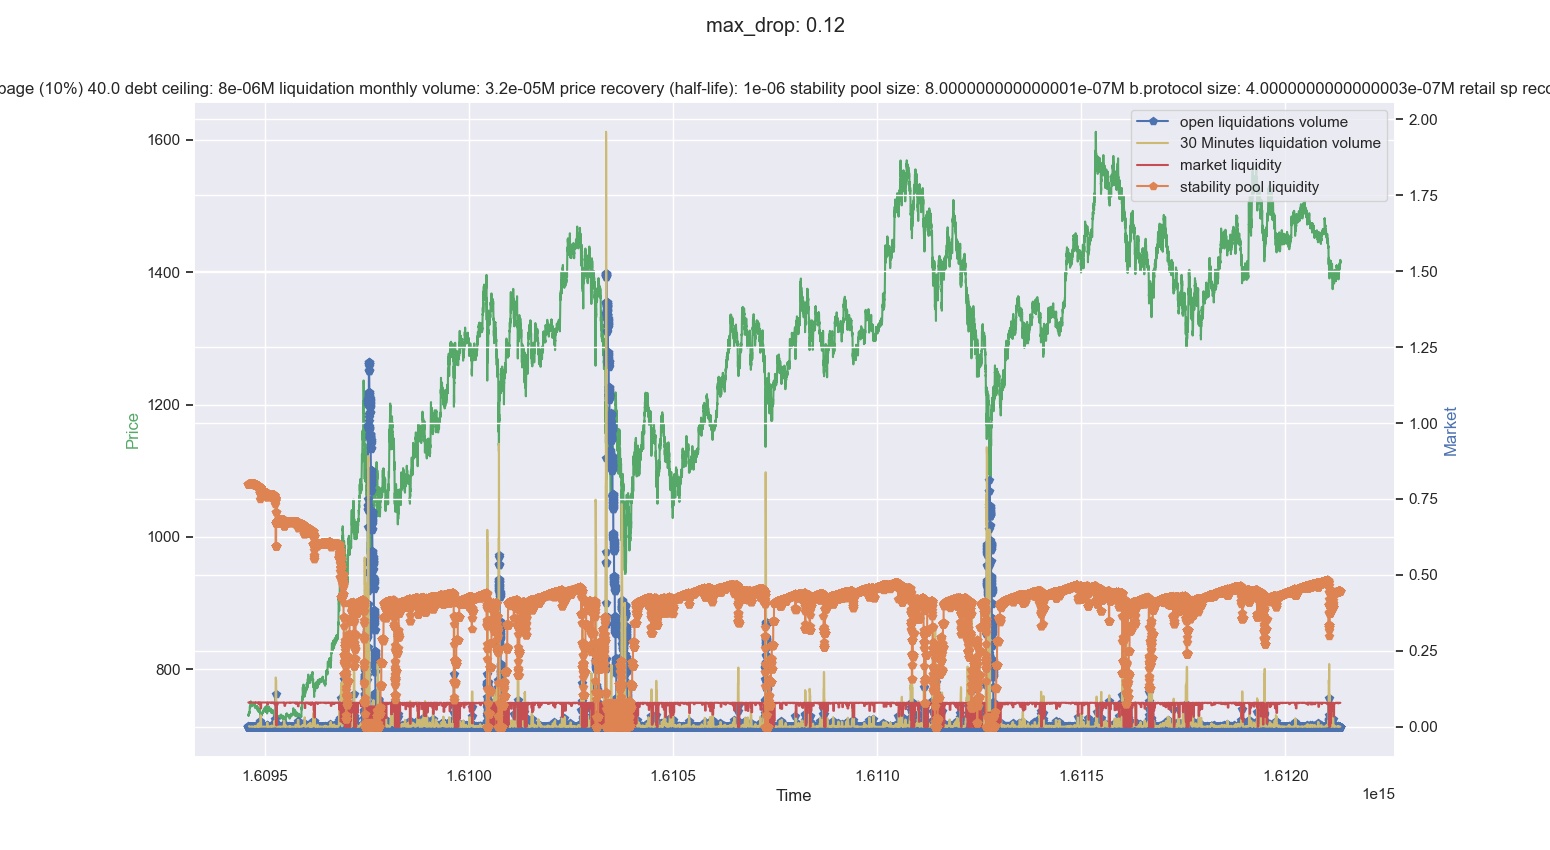 max_drop: 0.12
page (10%) 40.0 debt ceiling: 8e-06M liquidation monthly volume: 3.2e-05M price recovery (half-life): 1e-06 stability pool size: 8.000000000000001e-07M b.protocol size: 4.0000000000000003e-07M retail sp reco
open liquidations volume
30 Minutes liquidation volume
market liquidity
stability pool liquidity
1600
1400
1200
1000
800
Price
2.00
1.75
1.50
1.25
1.00
0.75
0.50
0.25
0.00
Market
1.6095 1.6100 1.6105 1.6110 1.6115 1.6120
Time
1e15